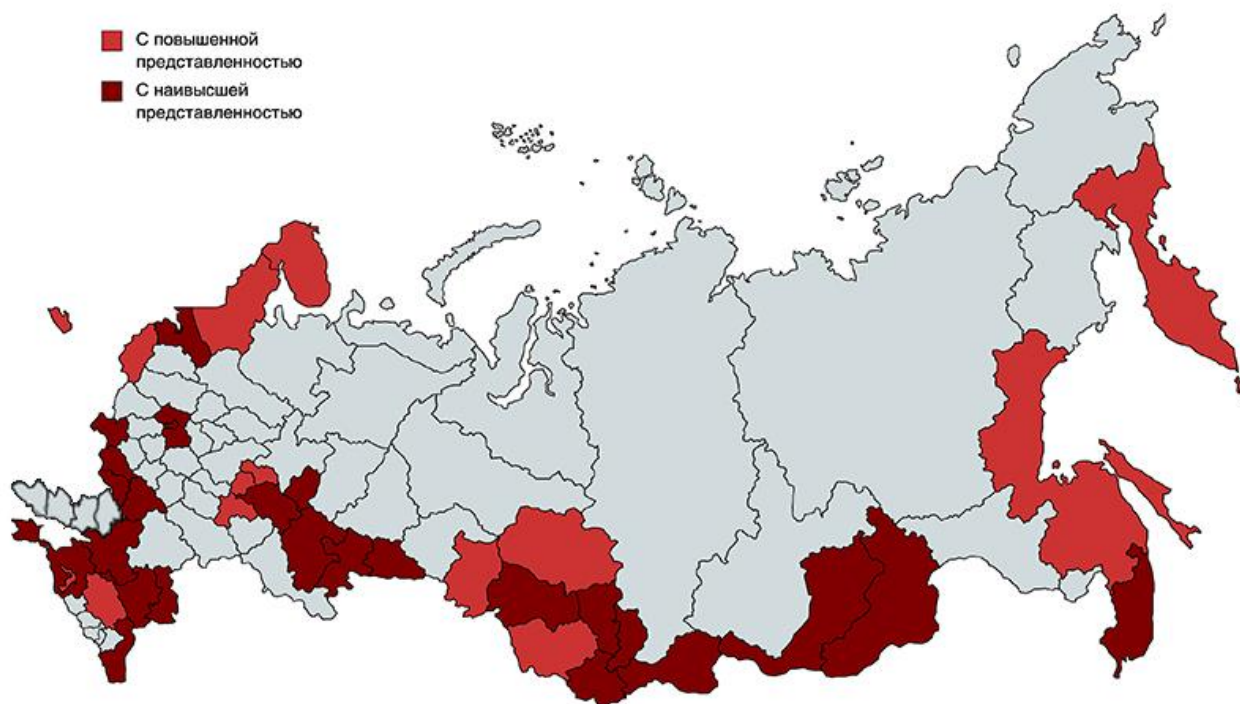 С повышенной
представленностью
С наивысшей
представленностью